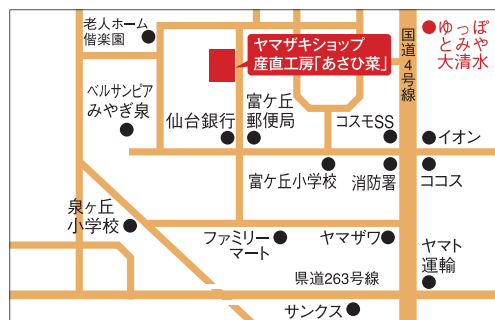 老人ホーム
偕楽園
ヤマザキショップ
産直工房「あさひ菜」
国道4号線
ゆっぽ
とみや
大清水
ベルサンピア
みやぎ泉
仙台銀行
富ケ丘
郵便局
コスモSS
イオン
富ケ丘小学校
消防署
ココス
泉ヶ丘
小学校
ファミリー
マート
ヤマザワ
ヤマト
運輸
県道263号線
サンクス